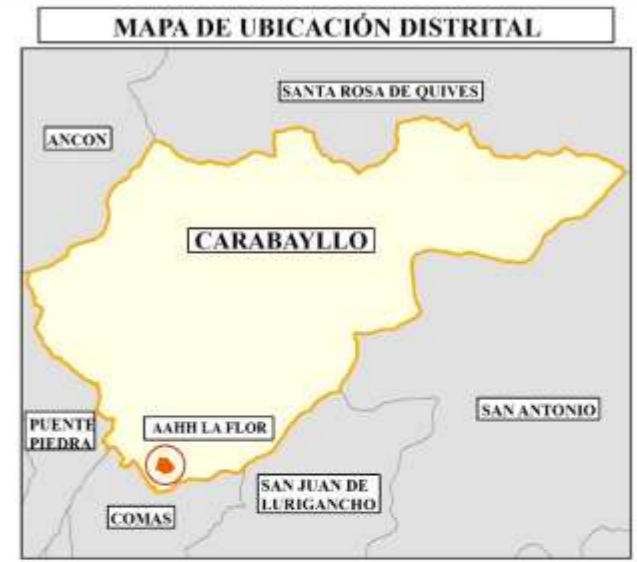 MAPA DE UBICACIÓN DISTRITAL
SANTA ROSA DE QUIVES
ANCON
CARABAYLLO
SAN ANTONIO
PUENTE
PIEDRA
AAHH LA FLOR
SAN JUAN DE
LURIGANCHO
COMAS